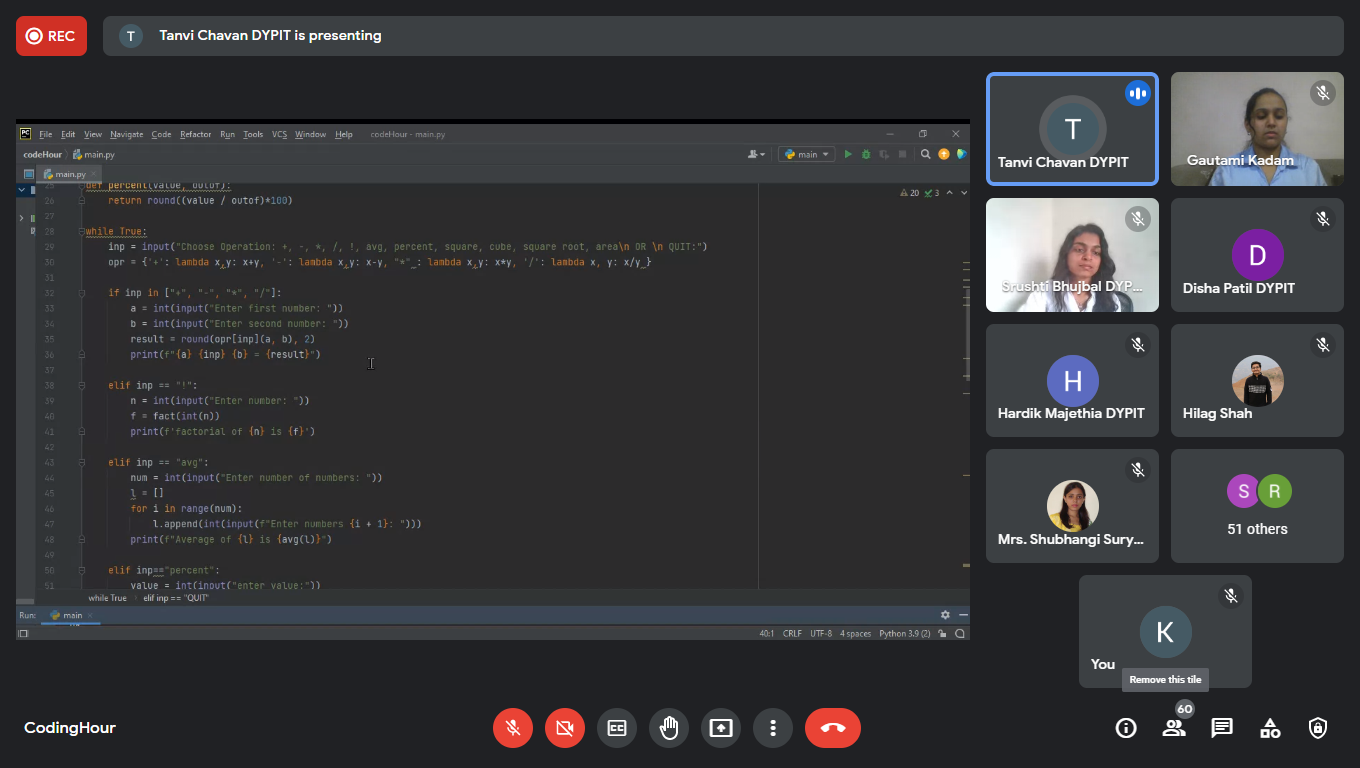 REC
T
Tanvi Chavan DYPIT is presenting
PC File Edit View Navigate Code Refactor Run Tools VCS Window Help codeHour - main.py
codeHour main.py main
main.py
25 def percent(value, outof):
20 3
26 return round((value / outof)*100)
27
28 while True:
29 inp = input("Choose Operation: +, -, *, /, !, avg, percent, square, cube, square root, area\n OR \n QUIT:")
30 opr = {'+': lambda x,y: x+y, '-': lambda x,y: x-y, "*" : lambda x,y: x*y, '/': lambda x, y: x/y }
31
32 if inp in ["+", "-", "*", "/"]:
33 a = int(input("Enter first number: "))
34 b = int(input("Enter second number: "))
35 result = round(opr[inp](a, b), 2)
36 print(f"{a} {inp} {b} = {result}")
37
38 elif inp == "!":
39 n = int(input("Enter number: "))
40 f = fact(int(n))
41 print(f'factorial of {n} is {f}')
42
43 elif inp == "avg":
44 num = int(input("Enter number of numbers: "))
45 l = []
46 for i in range(num):
47 l.append(int(input(f"Enter numbers {i + 1}: ")))
48 print(f"Average of {l} is {avg(l)}")
49
50 elif inp=="percent":
51 value = int(input("enter value:"))
while True elif inp == "QUIT"
Run: main
40:1 CRLF UTF-8 4 spaces Python 3.9 (2)
T
Tanvi Chavan DYPIT
Gautami Kadam
Srushti Bhujbal DYP...
D
Disha Patil DYPIT
H
Hardik Majethia DYPIT
Hilag Shah
Mrs. Shubhangi Sury...
S R
51 others
K
You
Remove this tile
CodingHour
CC
60